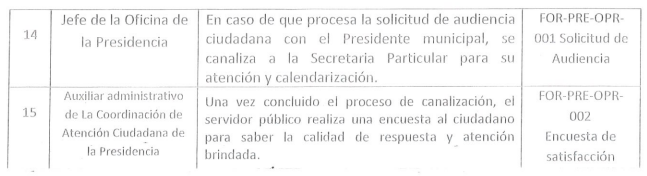 14
Jefe de la Oficina de
la Presidencia
En caso de que procesa la solicitud de audiencia
ciudadana con el Presidente municipal, se
canaliza a la Secretaria Particular para su
atención y calendarización.
FOR-PRE-OPR-
001 Solicitud de
Audiencia
15
Auxiliar administrativo
de La Coordinación de
Atención Ciudadana de
la Presidencia
Una vez concluido el proceso de canalización, el
servidor público realiza una encuesta al ciudadano
para saber la calidad de respuesta y atención
brindada.
FOR-PRE-OPR-
002
Encuesta de
satisfacción